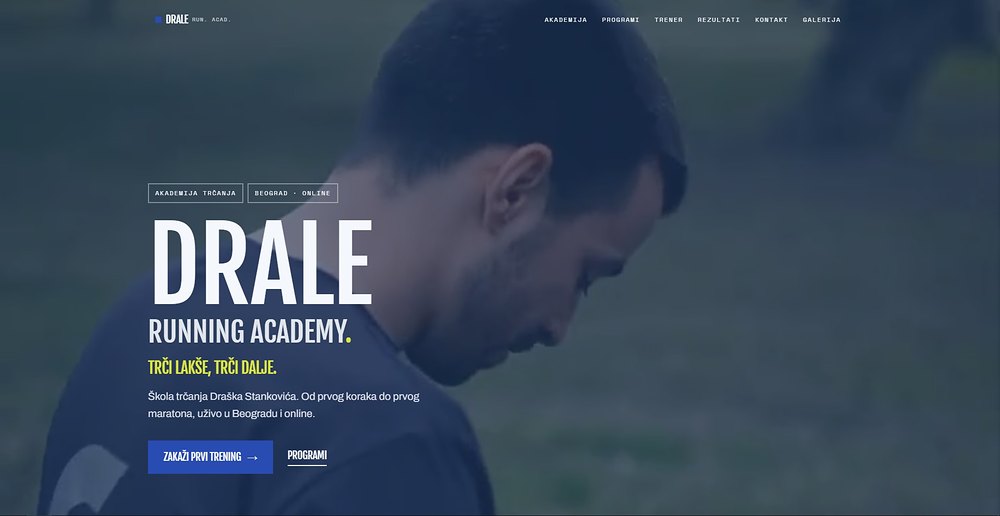 DRALE RUN. ACAD.
AKADEMIJA PROGRAMI TRENER REZULTATI KONTAKT GALERIJA
AKADEMIJA TRČANJA BEOGRAD · ONLINE
DRALE
RUNNING ACADEMY.
TRČI LAKŠE, TRČI DALJE.
Škola trčanja Draška Stankovića. Od prvog koraka do prvog
maratona, uživo u Beogradu i online.
ZAKAŽI PRVI TRENING → PROGRAMI